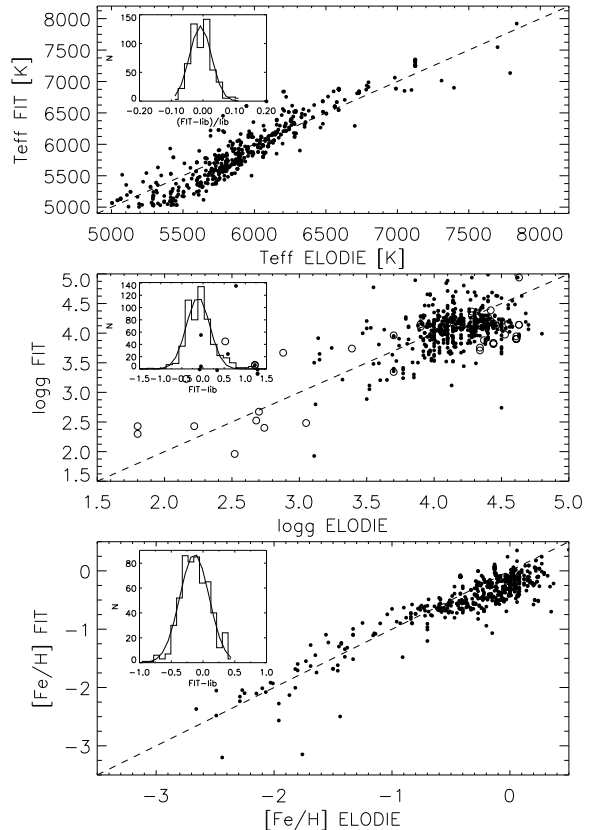 8000
7500
7000
6500
6000
5500
5000
Teff FIT [K]
150
100
50
0
N
-0.20 -0.10 0.00 0.10 0.20
(FIT-lib)/lib
5000 5500 6000 6500 7000 7500 8000
Teff ELODIE [K]
5.0
4.5
4.0
3.5
3.0
2.5
2.0
1.5
logg FIT
140
120
100
80
60
40
20
0
N
-1.5 -1.0 -0.5 0.0 0.5 1.0 1.5
FIT-lib
1.5 2.0 2.5 3.0 3.5 4.0 4.5 5.0
logg ELODIE
0
-1
-2
-3
[Fe/H] FIT
80
60
40
20
0
N
-1.0 -0.5 0.0 0.5 1.0
FIT-lib
-3 -2 -1 0
[Fe/H] ELODIE